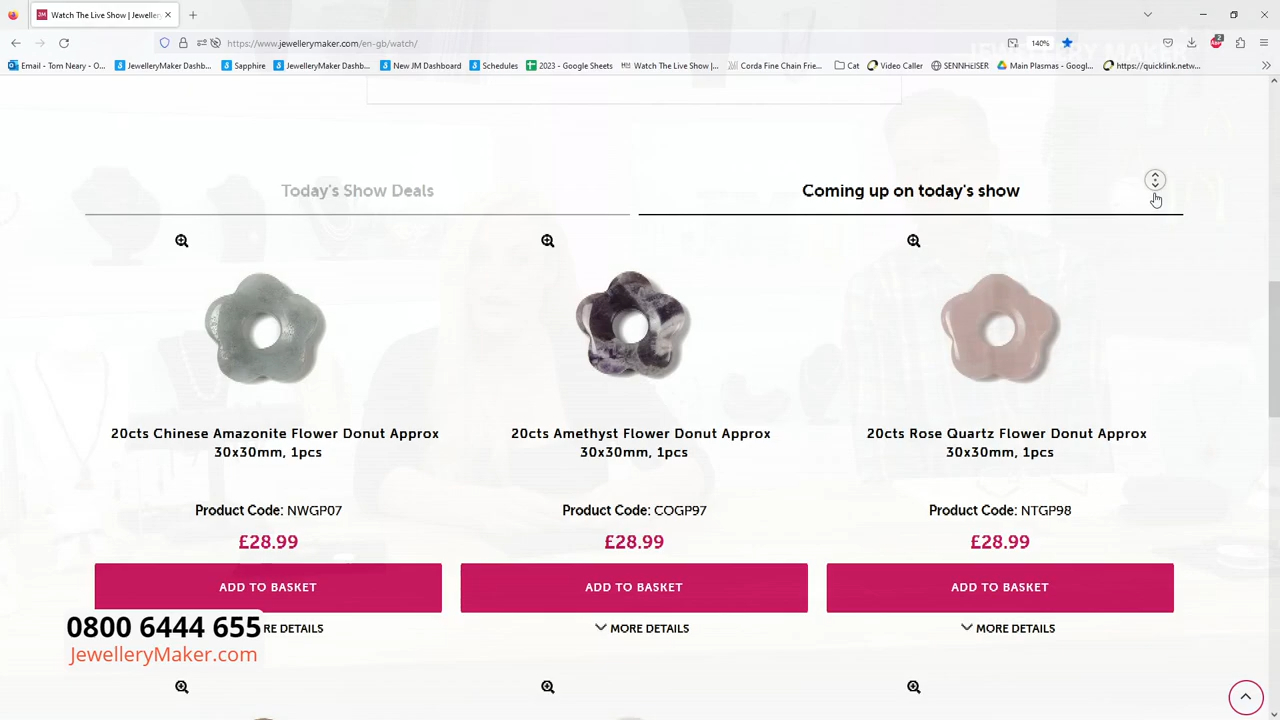 Watch The Live Show | Jeweller
https://www.jewellerymaker.com/en-gb/watch/
140%
2
JEWELLERY MAKER
Email - Tom Neary - O...
JewelleryMaker Dashb...
Sapphire
JewelleryMaker Dashb...
New JM Dashboard
Schedules
2023 - Google Sheets
Watch The Live Show |...
Corda Fine Chain Frie...
Cat
Video Caller
SENNHEISER
Main Plasmas - Googl...
https://quicklink.netw...
Today's Show Deals
Coming up on today's show
20cts Chinese Amazonite Flower Donut Approx
30x30mm, 1pcs
Product Code: NWGP07
£28.99
ADD TO BASKET
RE DETAILS
20cts Amethyst Flower Donut Approx
30x30mm, 1pcs
Product Code: COGP97
£28.99
ADD TO BASKET
MORE DETAILS
20cts Rose Quartz Flower Donut Approx
30x30mm, 1pcs
Product Code: NTGP98
£28.99
ADD TO BASKET
MORE DETAILS
0800 6444 655
JewelleryMaker.com